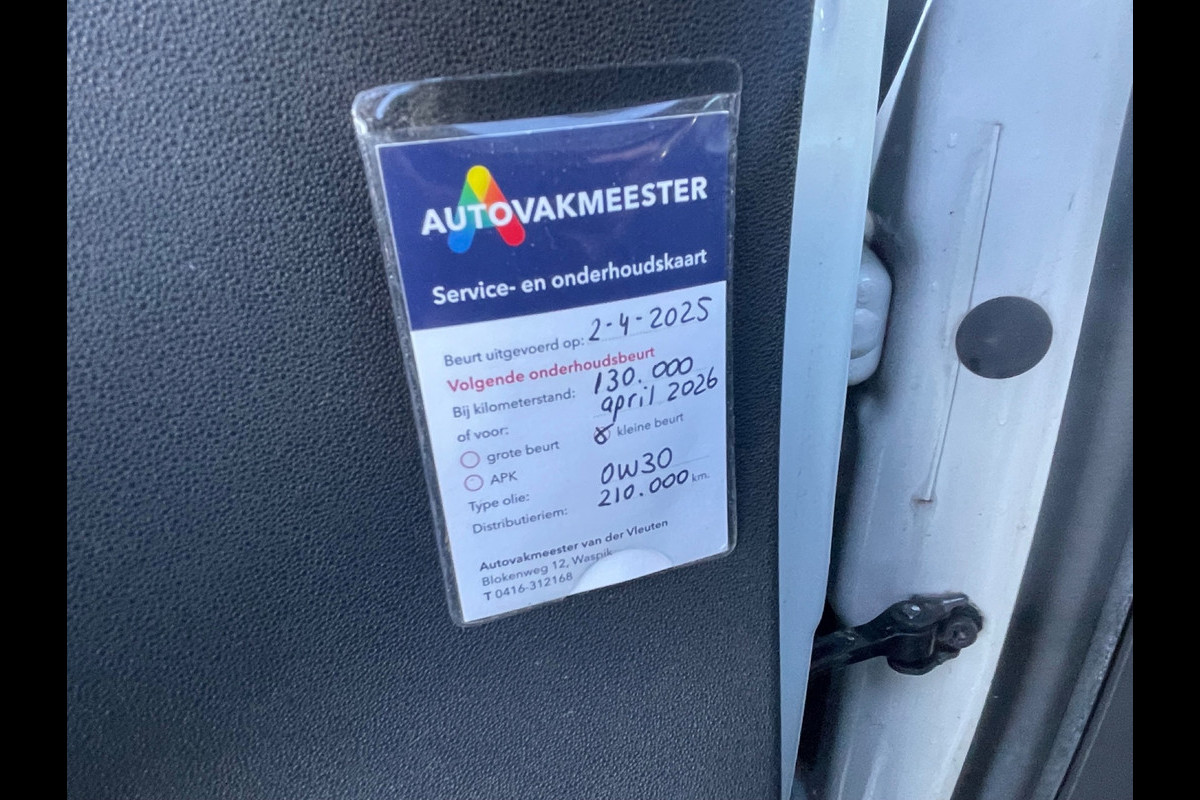 AUTOVAKMEESTER
Service- en onderhoudskaart
Beurt uitgevoerd op: 2-4-2025
Volgende onderhoudsbeurt
Bij kilometerstand: 130.000
of voor: april 2026
grote beurt kleine beurt
APK
Type olie: 0W30
Distributieriem: 210.000 km.
Autovakmeester van der Vleuten
Blokenweg 12, Waspik
T 0416-312168